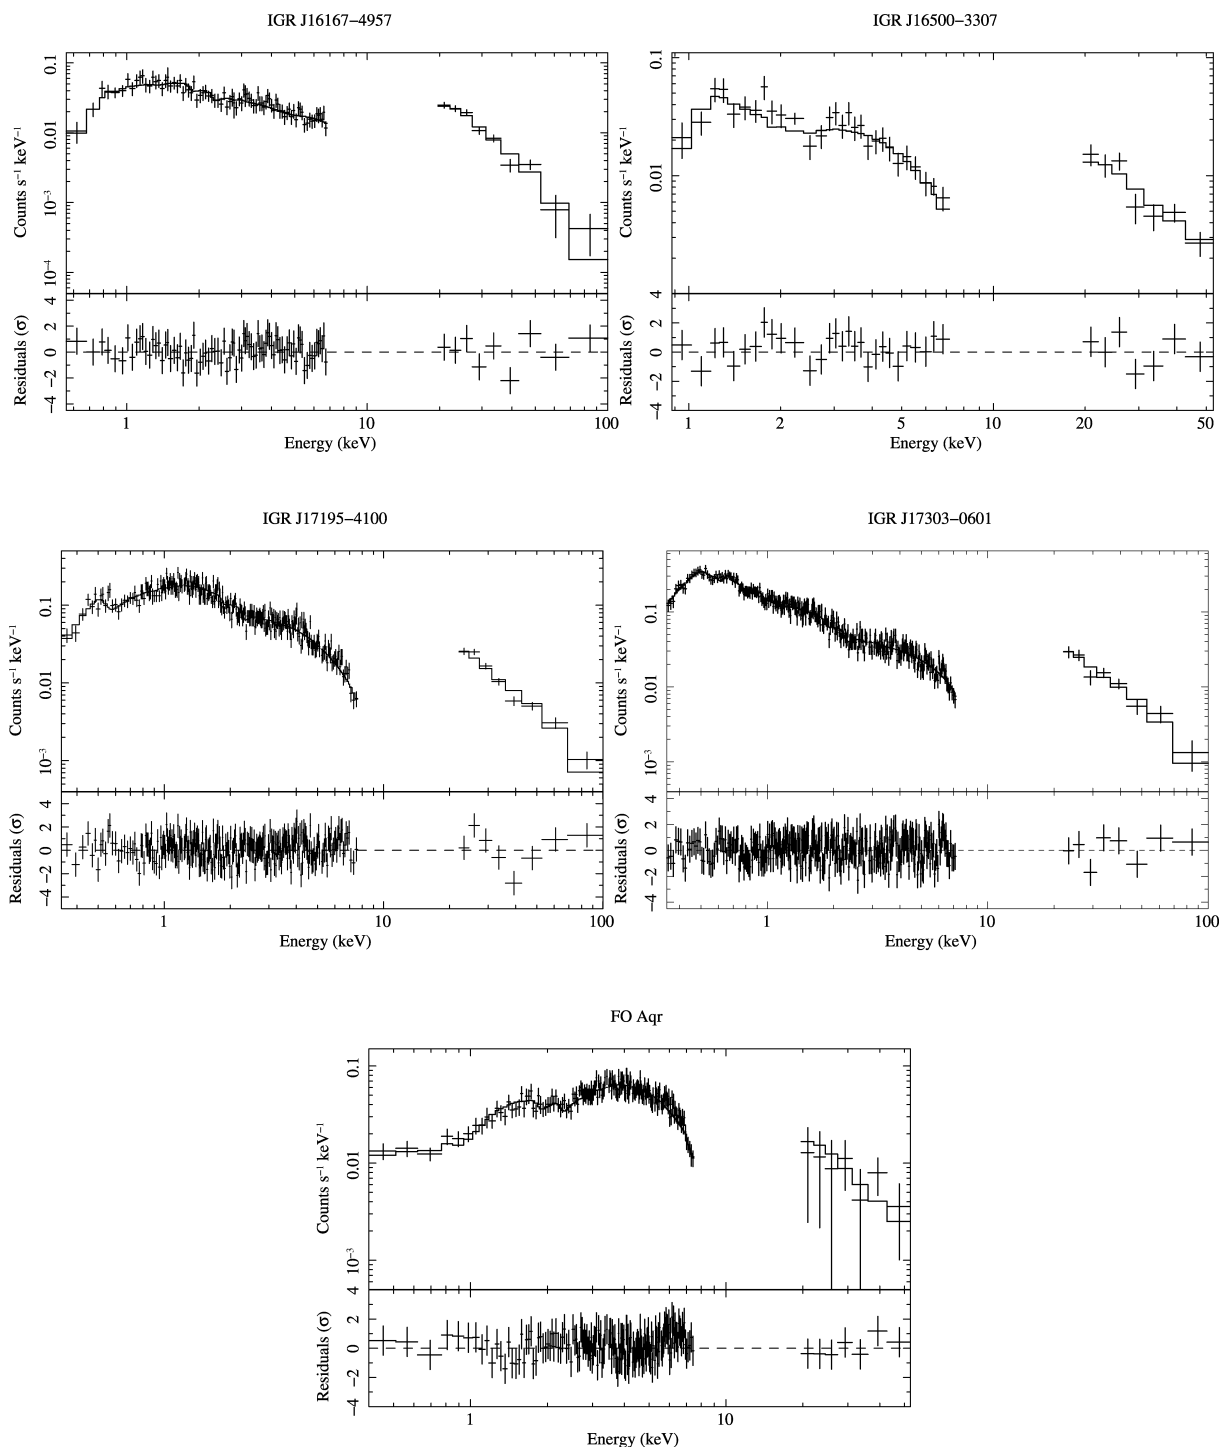 IGR J16167−4957
Counts s⁻¹ keV⁻¹
0.1
0.01
10⁻³
10⁻⁴
Residuals (σ)
4
2
0
−2
−4
1
10
100
Energy (keV)
IGR J16500−3307
Counts s⁻¹ keV⁻¹
0.1
0.01
Residuals (σ)
4
2
0
−2
−4
1
2
5
10
20
50
Energy (keV)
IGR J17195−4100
Counts s⁻¹ keV⁻¹
0.1
0.01
10⁻³
Residuals (σ)
4
2
0
−2
−4
1
10
100
Energy (keV)
IGR J17303−0601
Counts s⁻¹ keV⁻¹
0.1
0.01
10⁻³
Residuals (σ)
4
2
0
−2
−4
1
10
100
Energy (keV)
FO Aqr
Counts s⁻¹ keV⁻¹
0.1
0.01
10⁻³
Residuals (σ)
4
2
0
−2
−4
1
10
Energy (keV)